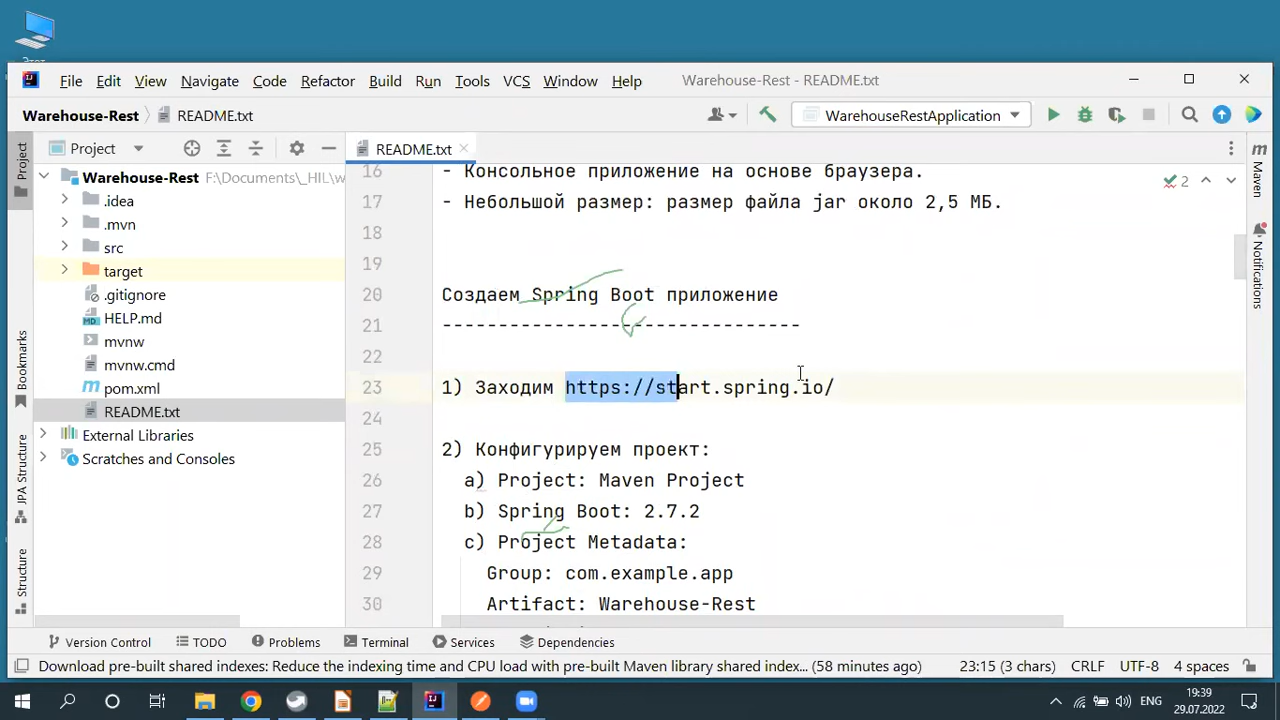 File Edit View Navigate Code Refactor Build Run Tools VCS Window Help Warehouse-Rest - README.txt
Warehouse-Rest README.txt WarehouseRestApplication
Project Project README.txt Maven
Warehouse-Rest F:\Documents\_HIL\w
.idea
.mvn
src
target
.gitignore
HELP.md
mvnw
mvnw.cmd
pom.xml
README.txt
External Libraries
Scratches and Consoles
16 - Консольное приложение на основе браузера.
2
17 - Небольшой размер: размер файла jar около 2,5 МБ.
18
19
20 Создаем Spring Boot приложение
21 --------------------------------
22
23 1) Заходим https://start.spring.io/
24
25 2) Конфигурируем проект:
26 a) Project: Maven Project
27 b) Spring Boot: 2.7.2
28 c) Project Metadata:
29 Group: com.example.app
30 Artifact: Warehouse-Rest
Bookmarks
JPA Structure
Structure
Notifications
Version Control TODO Problems Terminal Services Dependencies
Download pre-built shared indexes: Reduce the indexing time and CPU load with pre-built Maven library shared index... (58 minutes ago) 23:15 (3 chars) CRLF UTF-8 4 spaces
ENG 19:39
29.07.2022